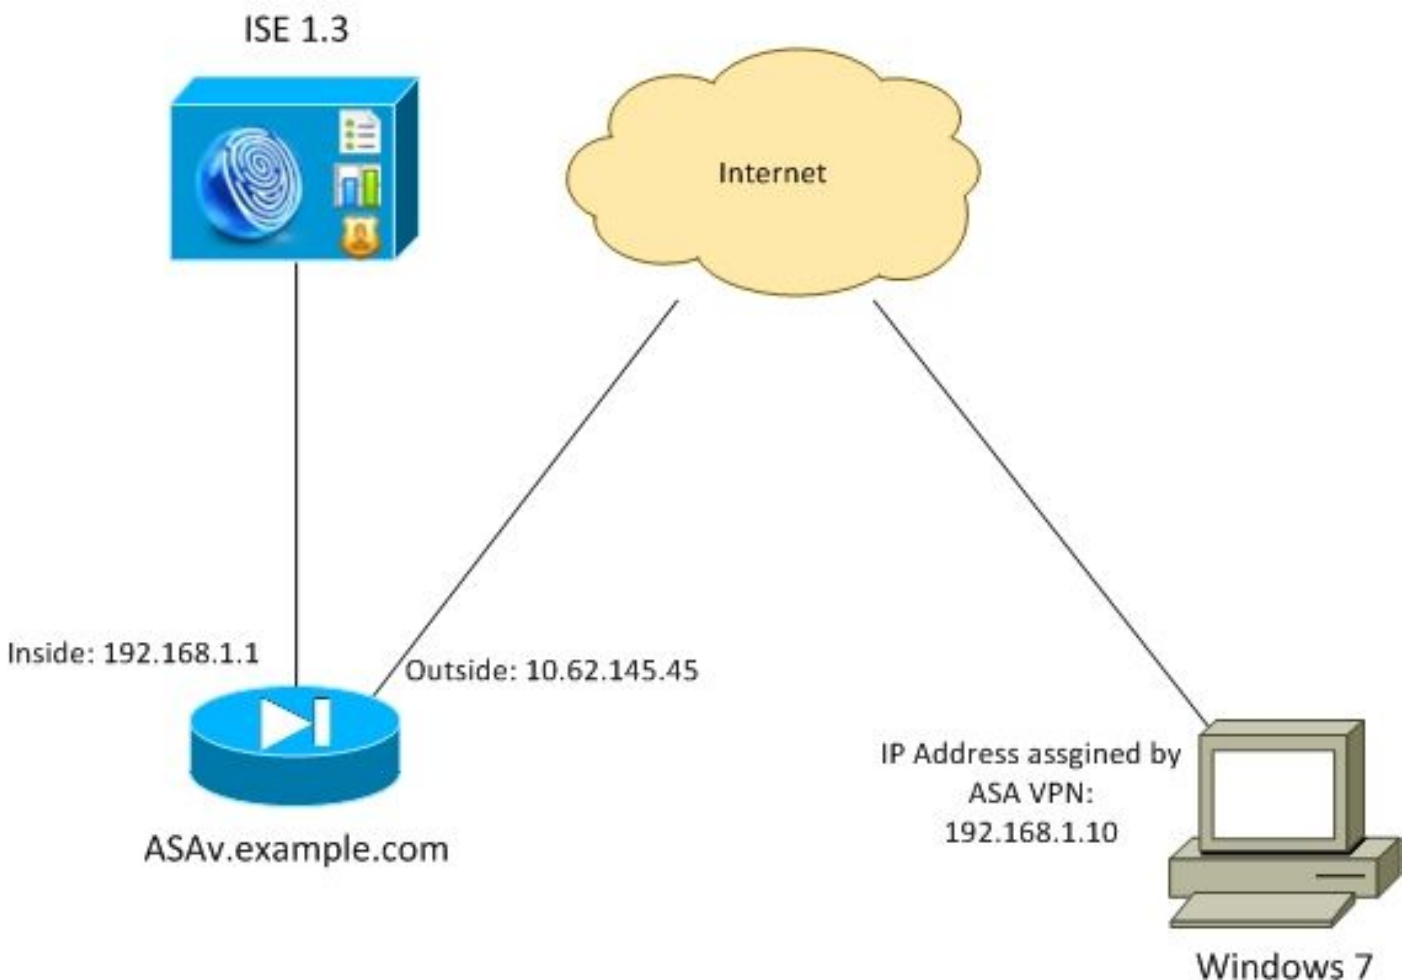 ISE 1.3
Internet
Inside: 192.168.1.1
Outside: 10.62.145.45
ASAv.example.com
IP Address assgined by
ASA VPN:
192.168.1.10
Windows 7